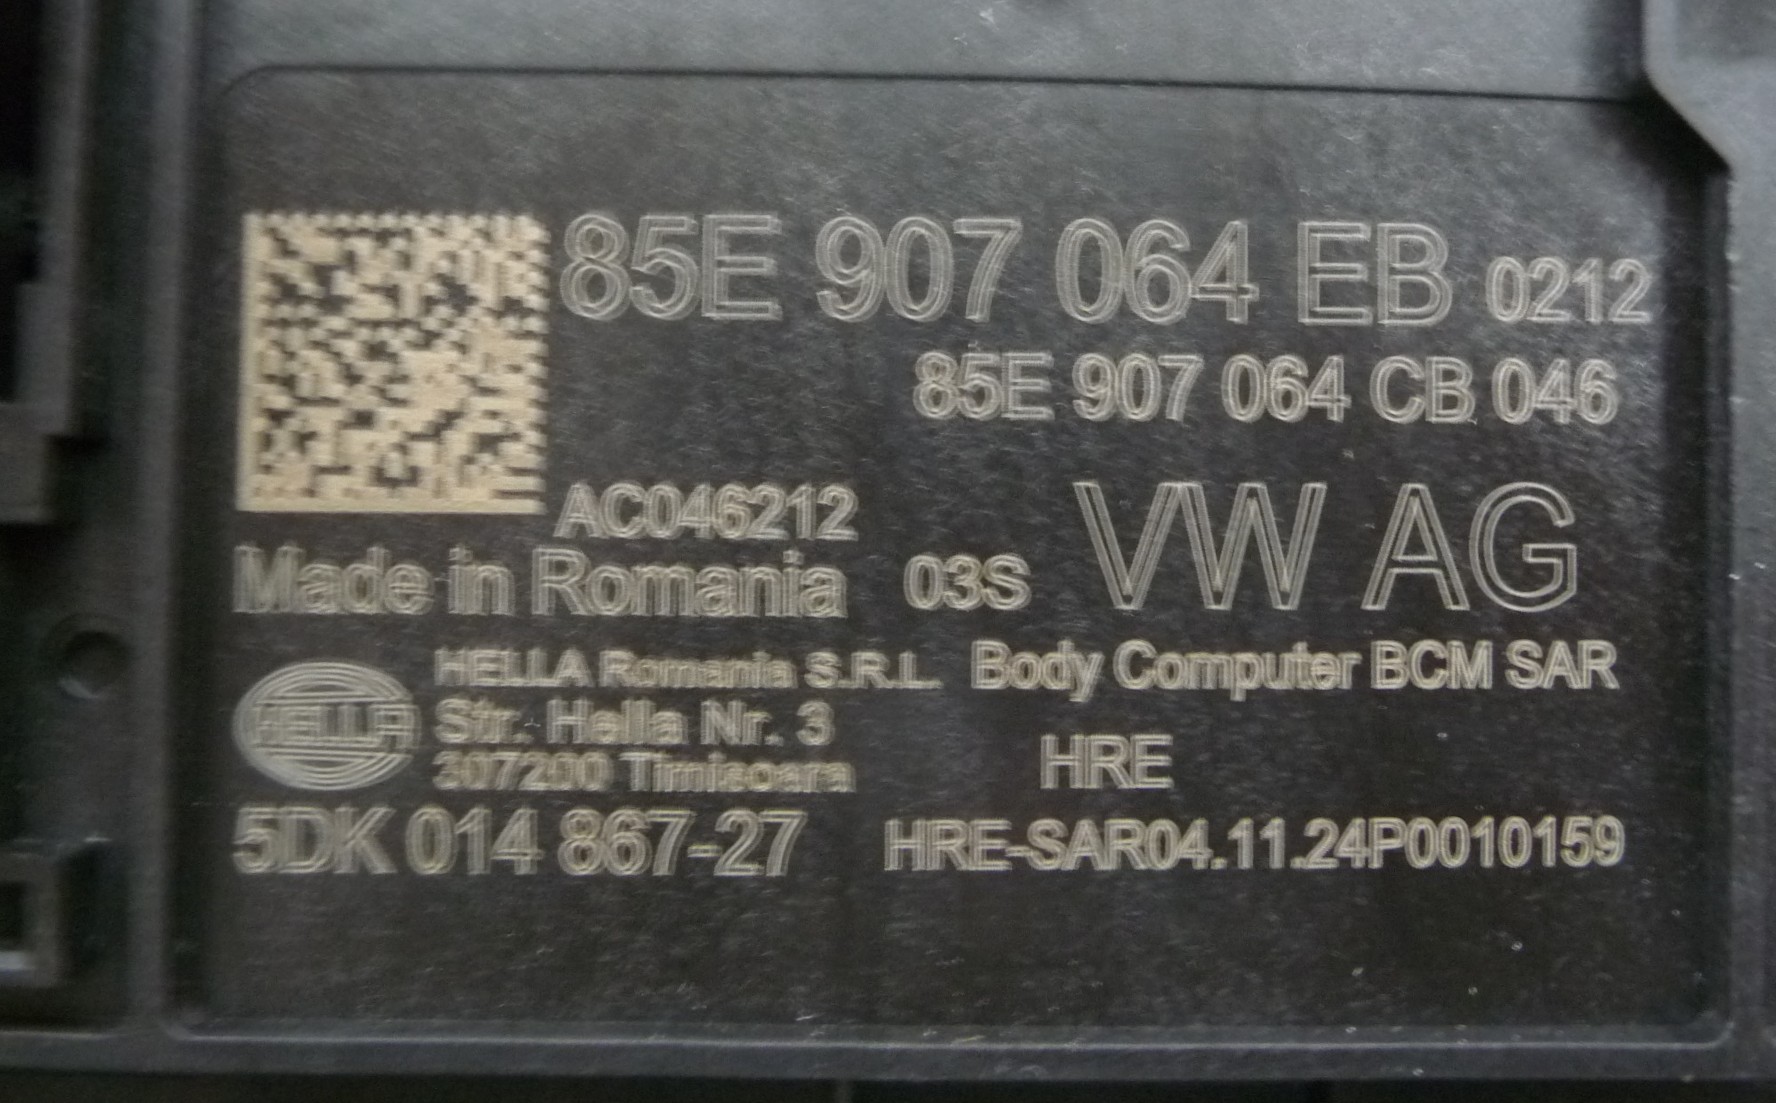 85E 907 064 EB 0212
85E 907 064 CB 046
AC046212
VW AG
Made in Romania 03S
HELLA Romania S.R.L.
Body Computer BCM SAR
HELLA
Str. Hella Nr. 3
307200 Timisoara
HRE
5DK 014 867-27
HRE-SAR04.11.24P0010159